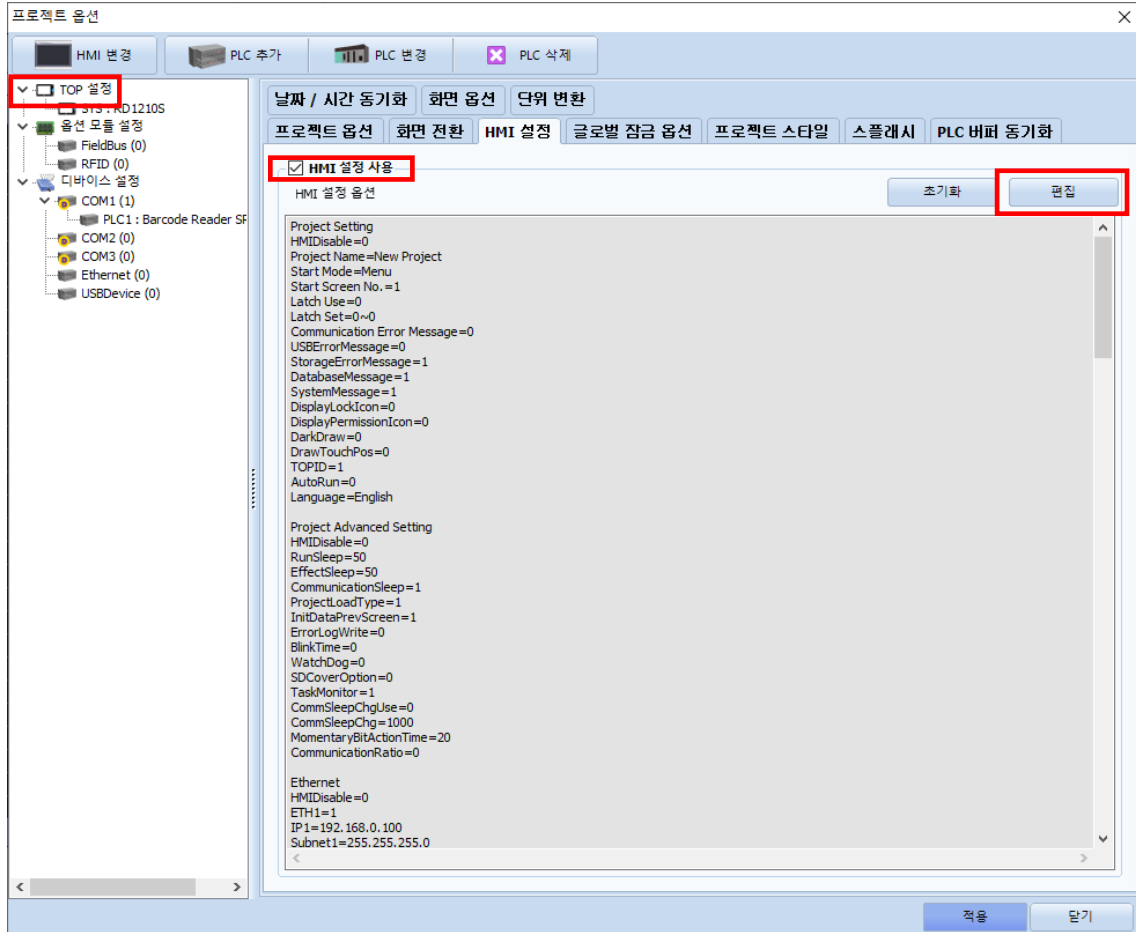 프로젝트 옵션
HMI 변경 PLC 추가 PLC 변경 PLC 삭제
TOP 설정
SYS : RD1210S
옵션 모듈 설정
FieldBus (0)
RFID (0)
디바이스 설정
COM1 (1)
PLC1 : Barcode Reader SF
COM2 (0)
COM3 (0)
Ethernet (0)
USBDevice (0)
날짜 / 시간 동기화 화면 옵션 단위 변환
프로젝트 옵션 화면 전환 HMI 설정 글로벌 잠금 옵션 프로젝트 스타일 스플래시 PLC 버퍼 동기화
HMI 설정 사용
HMI 설정 옵션 초기화 편집
Project Setting
HMIDisable=0
Project Name=New Project
Start Mode=Menu
Start Screen No.=1
Latch Use=0
Latch Set=0~0
Communication Error Message=0
USBErrorMessage=0
StorageErrorMessage=1
DatabaseMessage=1
SystemMessage=1
DisplayLockIcon=0
DisplayPermissionIcon=0
DarkDraw=0
DrawTouchPos=0
TOPID=1
AutoRun=0
Language=English
Project Advanced Setting
HMIDisable=0
RunSleep=50
EffectSleep=50
CommunicationSleep=1
ProjectLoadType=1
InitDataPrevScreen=1
ErrorLogWrite=0
BlinkTime=0
WatchDog=0
SDCoverOption=0
TaskMonitor=1
CommSleepChgUse=0
CommSleepChg=1000
MomentaryBitActionTime=20
CommunicationRatio=0
Ethernet
HMIDisable=0
ETH1=1
IP1=192.168.0.100
Subnet1=255.255.255.0
적용 닫기